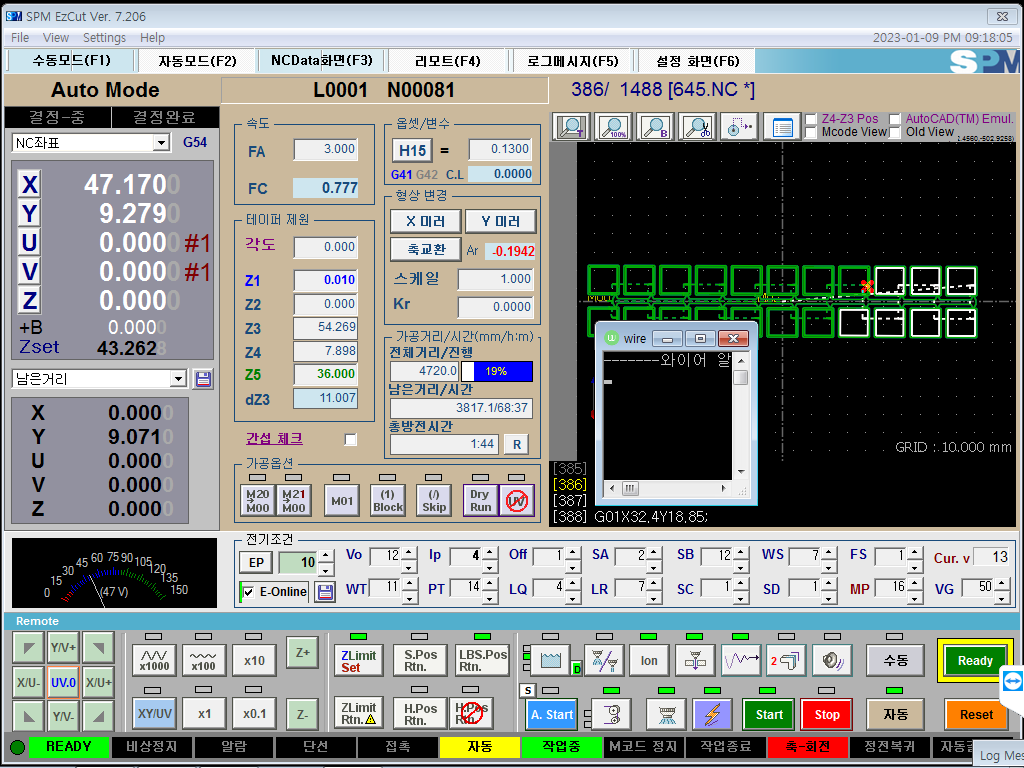 SPM EzCut Ver. 7.206
File View Settings Help
2023-01-09 PM 09:18:05
수동모드(F1) 자동모드(F2) NCData화면(F3) 리모트(F4) 로그메시지(F5) 설정 화면(F6)
SPM
Auto Mode L0001 N00081 386/ 1488 [645.NC *]
결정-중 결정완료
NC좌표 G54
X 47.1700
Y 9.2790
U 0.0000 #1
V 0.0000 #1
Z 0.0000
+B 0.0000
Zset 43.2628
남은거리
X 0.0000
Y 9.0710
U 0.0000
V 0.0000
Z 0.0000
속도
FA 3.000
FC 0.777
테이퍼 제원
각도 0.000
Z1 0.010
Z2 0.000
Z3 54.269
Z4 7.898
Z5 36.000
dZ3 11.007
간섭 체크
옵셋/변수
H15 = 0.1300
G41 G42 C.L 0.0000
형상 변경
X 미러 Y 미러
축교환 Ar -0.1942
스케일 1.000
Kr 0.0000
가공거리/시간(mm/h:m)
전체거리/진행
4720.0 19%
남은거리/시간
3817.1/68:37
총방전시간
1:44 R
가공옵션
M20 M00 M21 M00 M01 (1) Block (/) Skip Dry Run UV
T 100% B
Z4-Z3 Pos AutoCAD(TM) Emul.
Mcode View Old View
wire
-------와이어 알
GRID : 10.000 mm
[385]
[386]
[387]
[388] G01X32,4Y18,85;
0 15 30 45 60 75 90 105 120 135 150
(47 V)
전기조건
EP 10 Vo 12 Ip 4 Off 1 SA 2 SB 12 WS 7 FS 1 Cur. v 13
E-Online WT 11 PT 14 LQ 4 LR 7 SC 1 SD 1 MP 16 VG 50
Remote
Y/V+ x1000 x100 x10 Z+ ZLimit Set S.Pos Rtn. LBS.Pos Rtn. D Ion 2 수동 Ready
X/U- UV.0 X/U+
Y/V- XY/UV x1 x0.1 Z- ZLimit Rtn. H.Pos Rtn. S A. Start Start Stop 자동 Reset
READY 비상정지 알람 단선 접촉 자동 작업중 M코드 정지 작업종료 축-회전 정전복귀
Log Mes